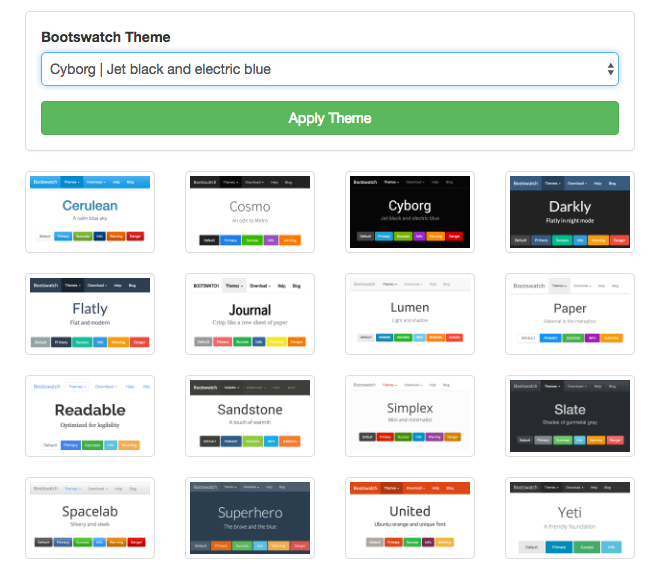 Bootswatch Theme
Cyborg | Jet black and electric blue
Apply Theme
Bootswatch Themes Download Help Blog
Cerulean
A calm blue sky
Default Primary Success Info Warning Danger
Bootswatch Themes Download Help Blog
Cosmo
An ode to Metro
Default Primary Success Info Warning
Bootswatch Themes Download Help
Cyborg
Jet black and electric blue
Default Primary Success Info Warning Danger
Bootswatch Themes Download Help Blog
Darkly
Flatly in night mode
Default Primary Success Info Warning Danger
Bootswatch Themes Download Help Blog
Flatly
Flat and modern
Default Primary Success Info Warning Danger
BOOTSWATCH Themes Download Help Blog
Journal
Crisp like a new sheet of paper
Default Primary Success Info Warning Danger
Bootswatch Themes Download Help Blog
Lumen
Light and shadow
DEFAULT PRIMARY SUCCESS INFO WARNING DANGER
Bootswatch Themes Download Help Blog
Paper
Material is the metaphor
DEFAULT PRIMARY SUCCESS INFO WARNING
Bootswatch Themes Download Help
Readable
Optimized for legibility
Default Primary Success Info Warning
Bootswatch
Sandstone
A touch of warmth
DEFAULT PRIMARY SUCCESS INFO WARNING
Bootswatch Themes Download Help Blog
Simplex
Mini and minimalist
Default Primary Success Info Warning Danger
Bootswatch Themes Download Help Blog
Slate
Shades of gunmetal gray
Default Primary Success Info Warning Danger
Bootswatch Themes Download Help Blog
Spacelab
Silvery and sleek
Default Primary Success Info Warning Danger
Bootswatch Themes Download Help Blog
Superhero
The brave and the blue
Default Primary Success Info Warning Danger
Bootswatch Themes Download Help Blog
United
Ubuntu orange and unique font
Default Primary Success Info Warning
Bootswatch Themes Download Help Blog
Yeti
A friendly foundation
Default Primary Success Info